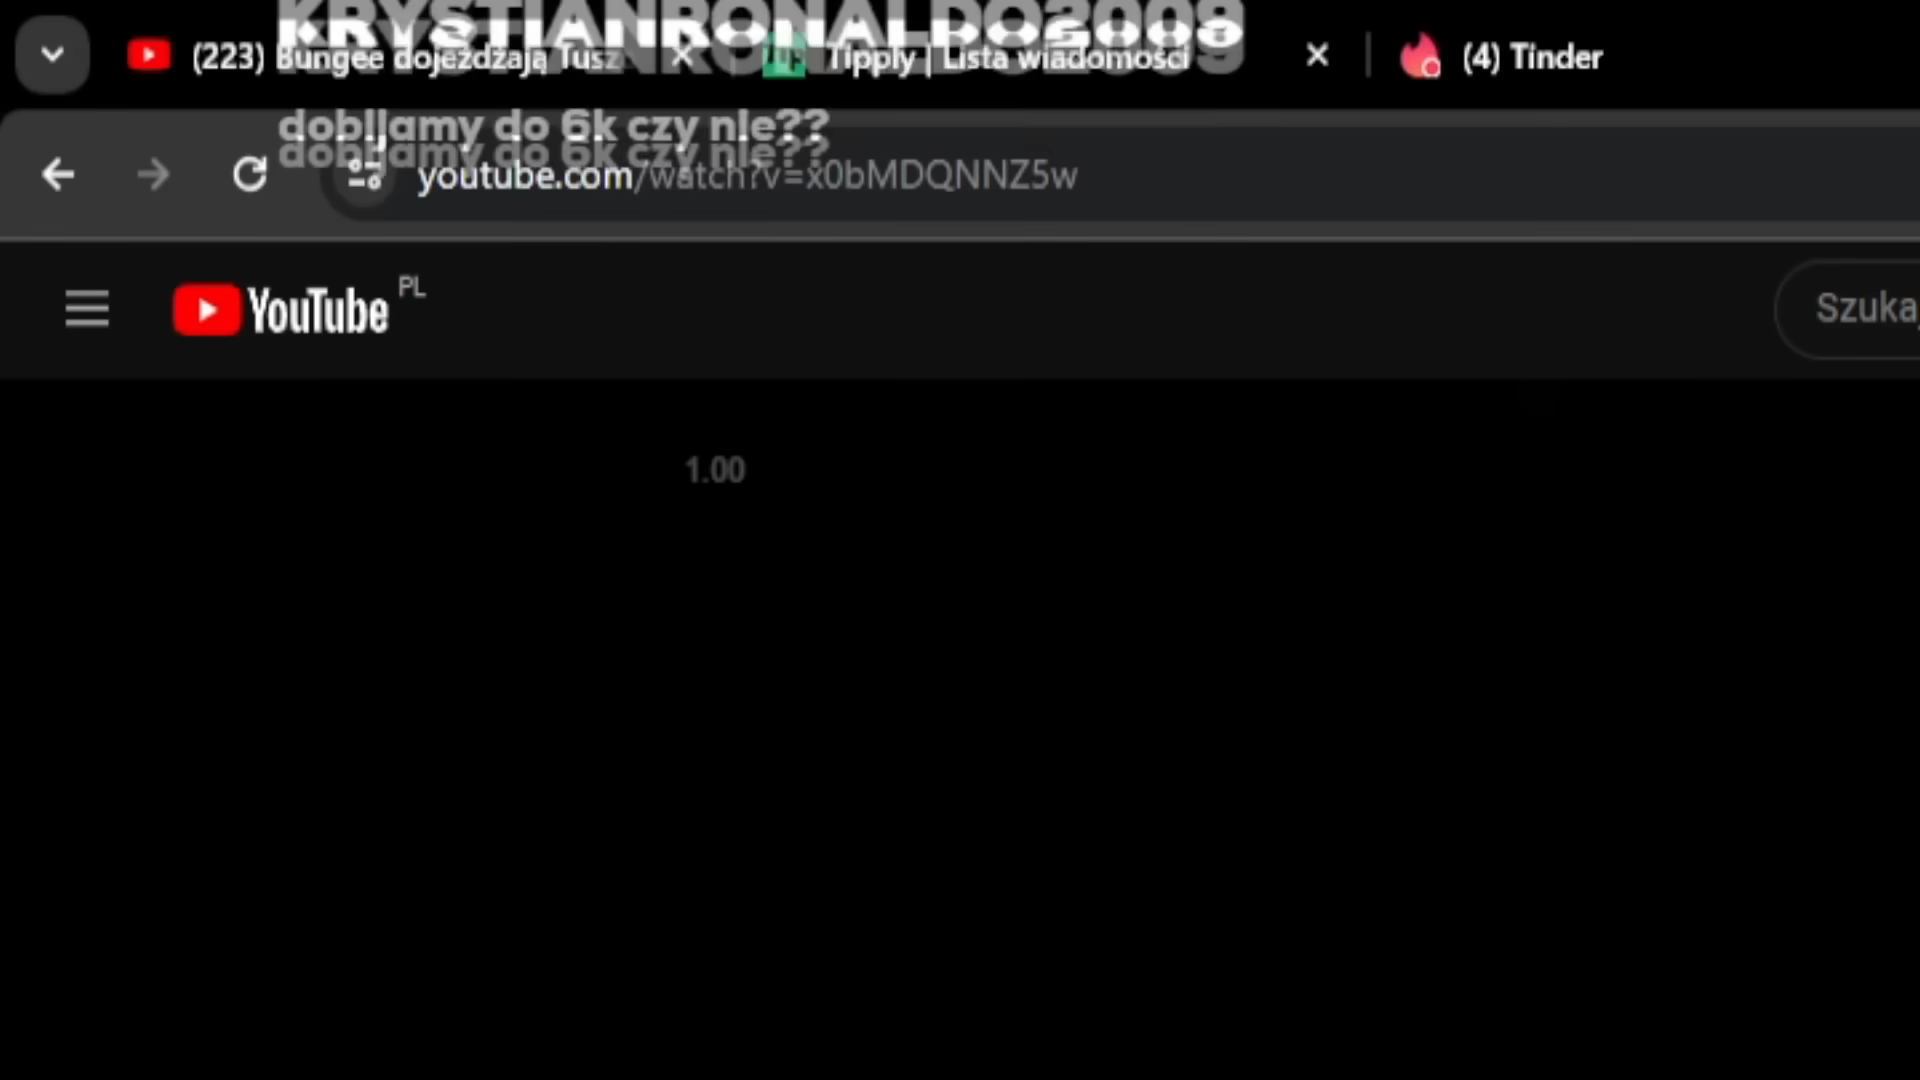 KRYSTIANRONALDO2009
(223) Bungee dojeżdżają Tusz
Tipply | Lista wiadomości
(4) Tinder
dobijamy do 6k czy nie??
youtube.com/watch?v=x0bMDQNNZ5w
YouTube PL
Szukaj
1.00